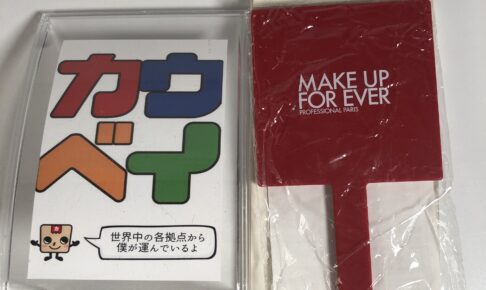 カウ
ベイ
世界中の各拠点から
僕が運んでいるよ
MAKE UP
FOR EVER
PROFESSIONAL PARIS